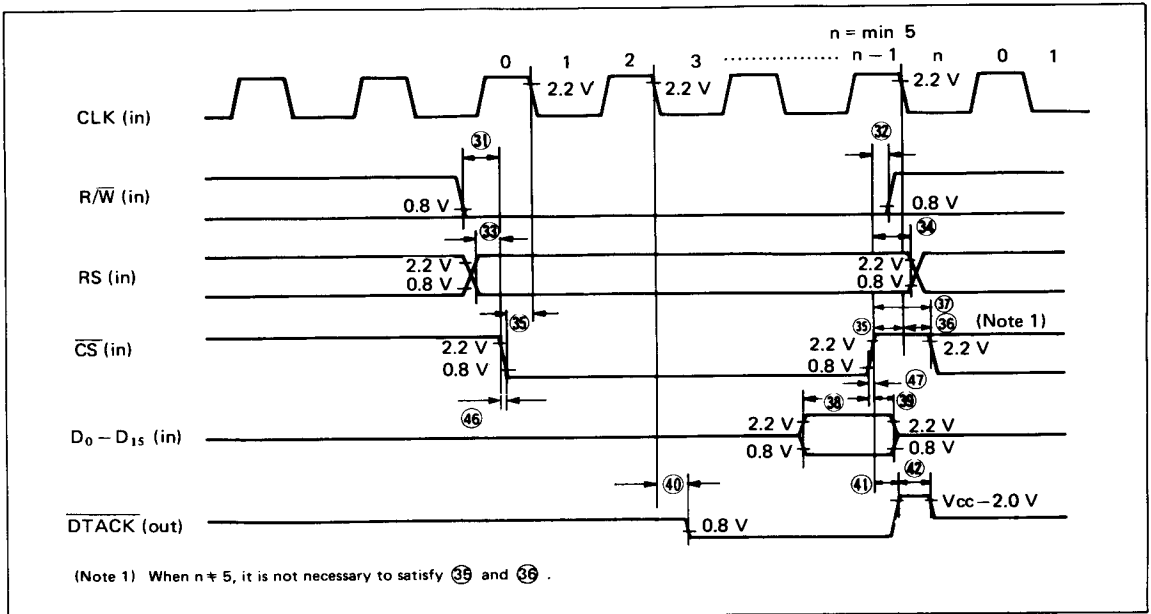 n = min 5
0 1 2 3 .................... n − 1 n 0 1
CLK (in)
2.2 V 2.2 V 2.2 V
㉛ ㉜
R/W̅ (in)
0.8 V 0.8 V
㉝ ㉞
RS (in)
2.2 V 2.2 V
0.8 V 0.8 V
㊲
㉟ ㉟ ㊱ (Note 1)
C̅S̅ (in)
2.2 V 2.2 V 2.2 V
0.8 V 0.8 V
㊻ ㊳ ㊼ ㊴
D₀ − D₁₅ (in)
2.2 V 2.2 V
0.8 V 0.8 V
㊵ ㊶ ㊷
Vcc−2.0 V
D̅T̅A̅C̅K̅ (out)
0.8 V
(Note 1) When n ≠ 5, it is not necessary to satisfy ㉟ and ㊱ .